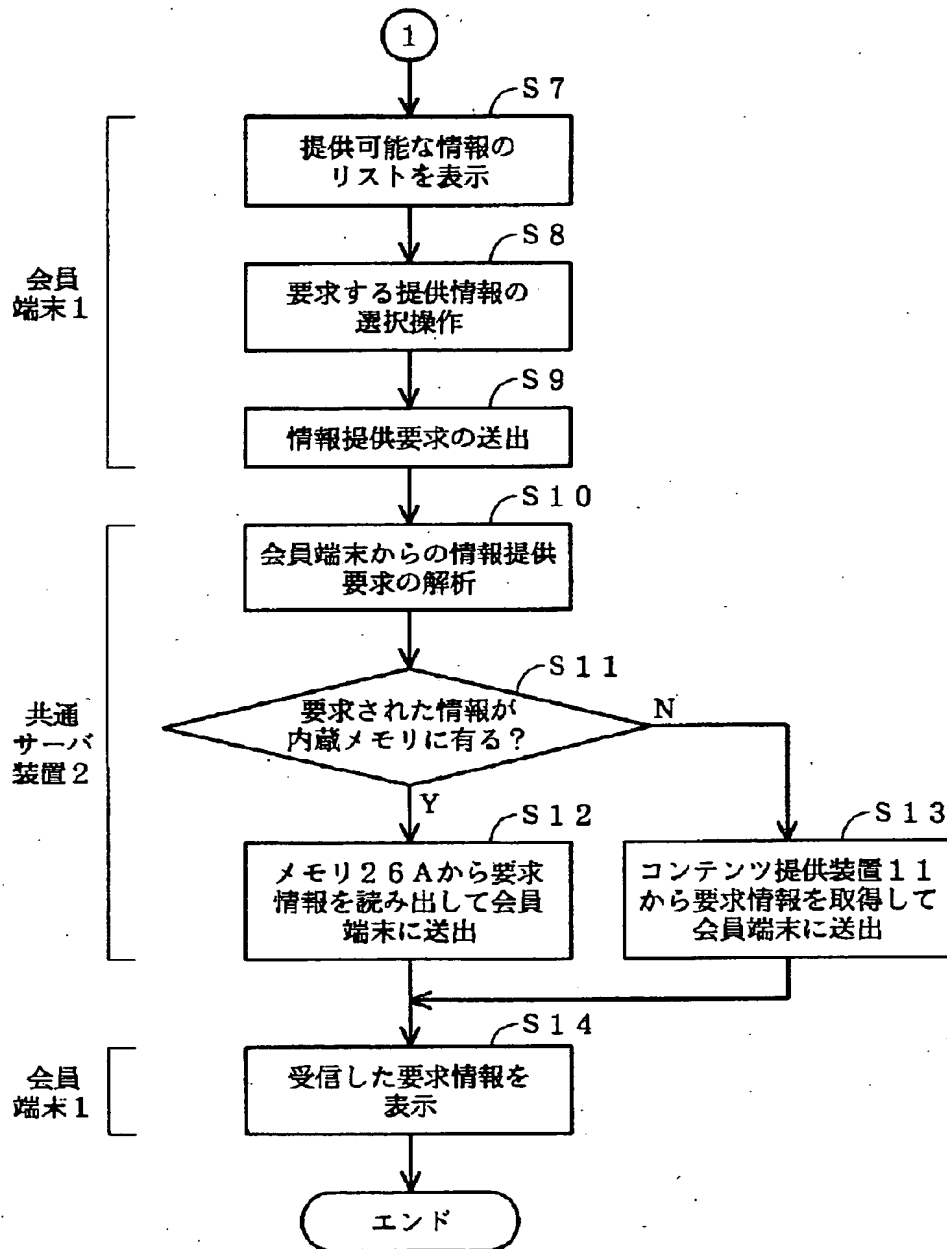 1
S7
提供可能な情報の
リストを表示
S8
要求する提供情報の
選択操作
S9
情報提供要求の送出
会員
端末1
S10
会員端末からの情報提供
要求の解析
S11
要求された情報が
内蔵メモリに有る？
N
Y
S12
メモリ26Aから要求
情報を読み出して会員
端末に送出
S13
コンテンツ提供装置11
から要求情報を取得して
会員端末に送出
共通
サーバ
装置2
S14
受信した要求情報を
表示
会員
端末1
エンド